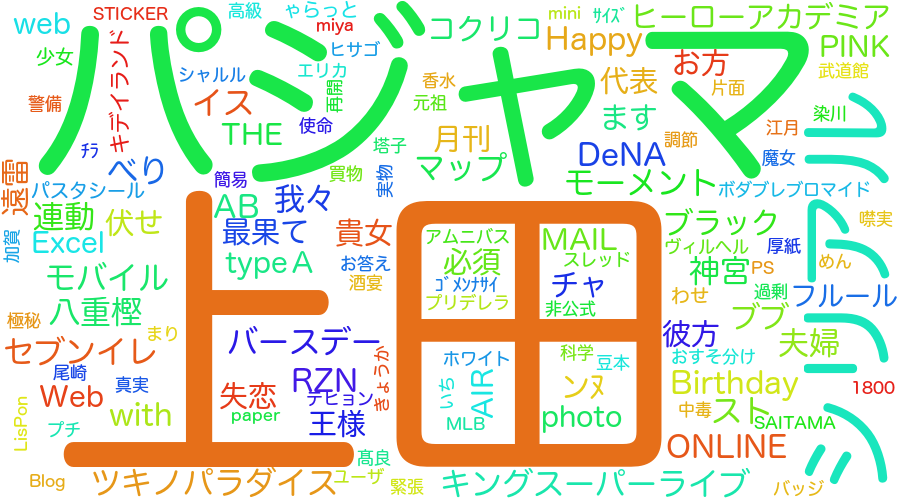 STICKER
高級
ゃらっと
miya
mini
ｻｲｽﾞ
ヒーローアカデミア
web
パジャマ
コクリコ
Happy
PINK
少女
ヒサゴ
お方
武道館
キデイランド
シャルル
エリカ
香水
代表
片面
警備
イス
再開
元祖
ます
染川
THE
使命
月刊
江月
ﾁﾗ
塔子
DeNA
調節
べり
簡易
買物
マップ
魔女
遠雷
パスタシール
我々
実物
モーメント
ボダブレブロマイド
連動
伏せ
AB
シリアル
加賀
Excel
最果て
貴女
上田
アムニバス
MAIL
ブラック
噤実
ヴィルヘル
厚紙
typeＡ
お答え
必須
スレッド
神宮
PS
めん
モバイル
酒宴
ｺﾞﾒﾝﾅｻｲ
チャ
過剰
プリデレラ
わせ
フルール
八重樫
非公式
ブブ
極秘
まり
バースデー
彼方
夫婦
セブンイレ
ホワイト
科学
豆本
おすそ分け
尾崎
真実
RZN
きょうか
いち
AIR
ンヌ
Birthday
1800
Web
失恋
デビョン
LisPon
プチ
with
paper
王様
MLB
photo
中毒
スト
SAITAMA
髙良
ONLINE
Blog
ツキノパラダイス
ユーザ
緊張
キングスーパーライブ
バッジ